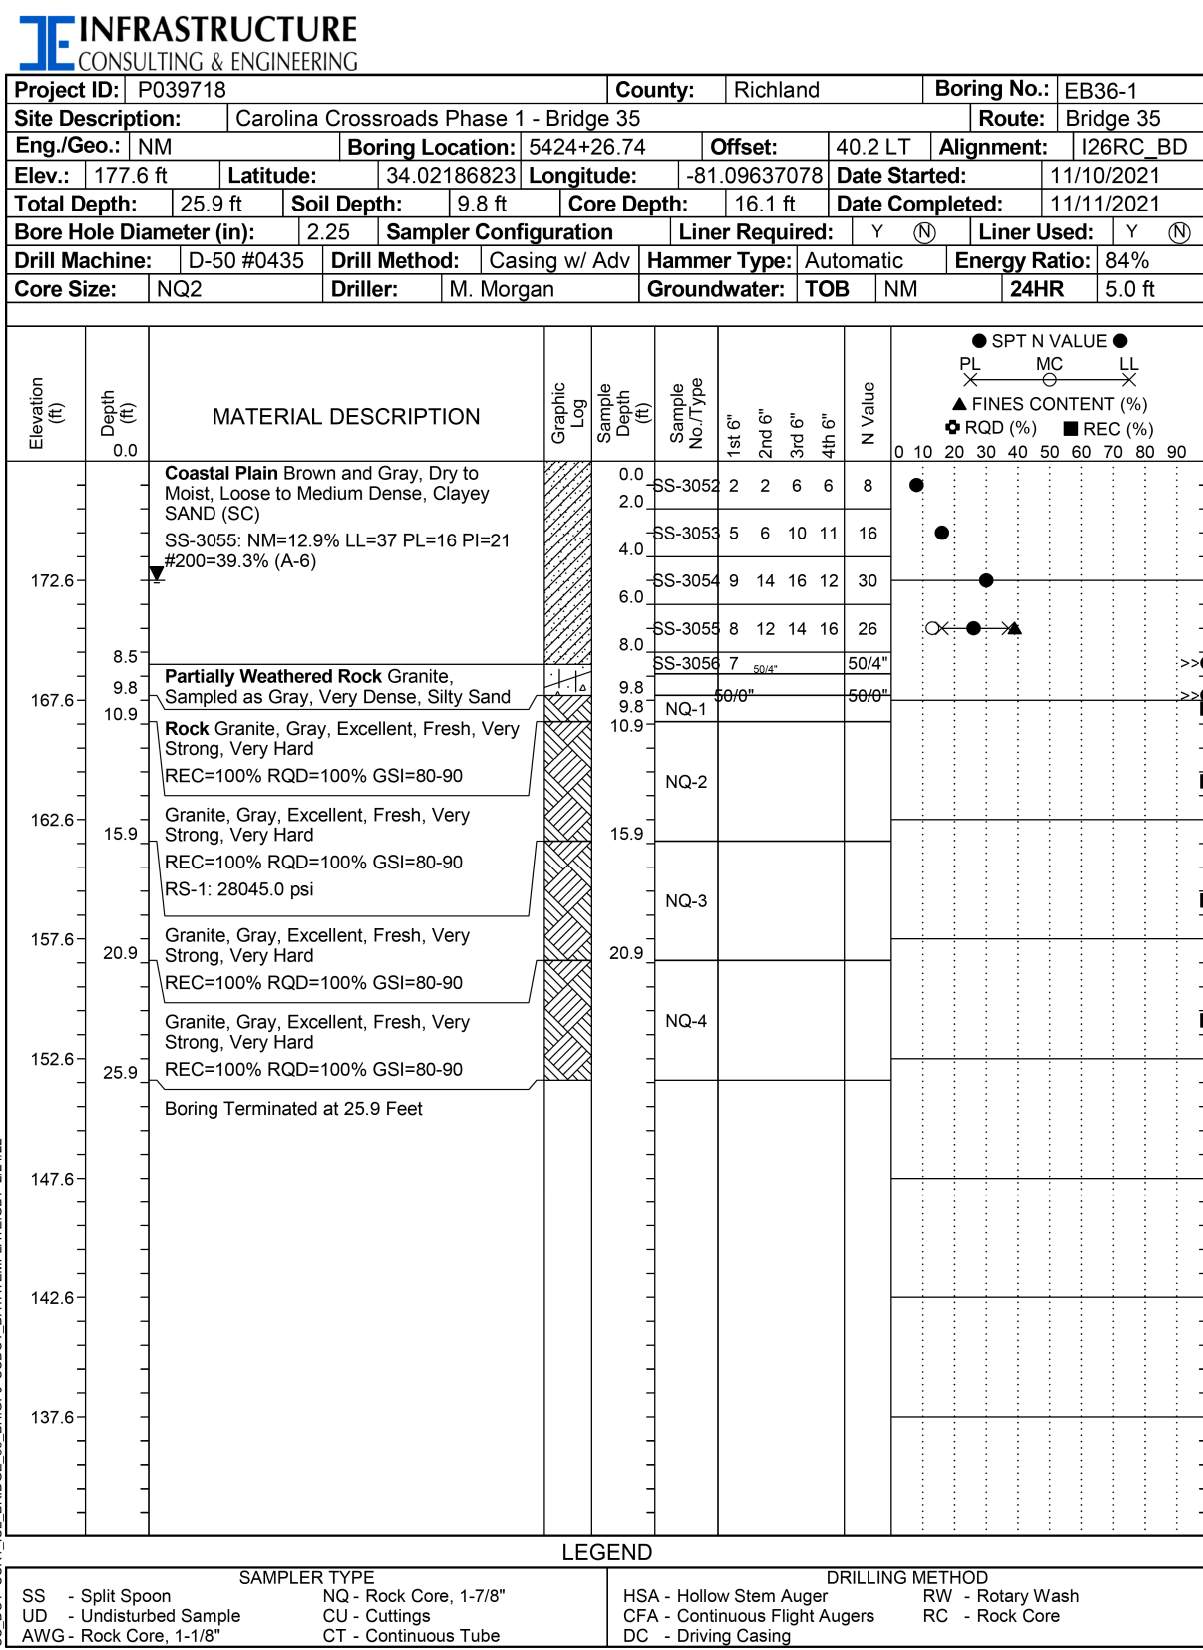 INFRASTRUCTURE
CONSULTING & ENGINEERING
Project ID: P039718 County: Richland Boring No.: EB36-1
Site Description: Carolina Crossroads Phase 1 - Bridge 35 Route: Bridge 35
Eng./Geo.: NM Boring Location: 5424+26.74 Offset: 40.2 LT Alignment: I26RC_BD
Elev.: 177.6 ft Latitude: 34.02186823 Longitude: -81.09637078 Date Started: 11/10/2021
Total Depth: 25.9 ft Soil Depth: 9.8 ft Core Depth: 16.1 ft Date Completed: 11/11/2021
Bore Hole Diameter (in): 2.25 Sampler Configuration Liner Required: Y N Liner Used: Y N
Drill Machine: D-50 #0435 Drill Method: Casing w/ Adv Hammer Type: Automatic Energy Ratio: 84%
Core Size: NQ2 Driller: M. Morgan Groundwater: TOB NM 24HR 5.0 ft
Elevation (ft) Depth (ft) MATERIAL DESCRIPTION Graphic Log Sample Depth (ft) Sample No./Type 1st 6" 2nd 6" 3rd 6" 4th 6" N Value
● SPT N VALUE ●
PL MC LL
▲ FINES CONTENT (%)
RQD (%) ■ REC (%)
0.0 0 10 20 30 40 50 60 70 80 90
Coastal Plain Brown and Gray, Dry to
Moist, Loose to Medium Dense, Clayey
SAND (SC)
SS-3055: NM=12.9% LL=37 PL=16 PI=21
#200=39.3% (A-6)
0.0
SS-3052 2 2 6 6 8
2.0
SS-3053 5 6 10 11 16
4.0
172.6 SS-3054 9 14 16 12 30
6.0
SS-3055 8 12 14 16 26
8.0
8.5
SS-3056 7 50/4" 50/4" >>
Partially Weathered Rock Granite,
Sampled as Gray, Very Dense, Silty Sand
9.8 9.8 50/0" 50/0" >>
167.6 9.8 NQ-1
10.9 10.9
Rock Granite, Gray, Excellent, Fresh, Very
Strong, Very Hard
REC=100% RQD=100% GSI=80-90
NQ-2
Granite, Gray, Excellent, Fresh, Very
Strong, Very Hard
162.6
15.9 15.9
REC=100% RQD=100% GSI=80-90
RS-1: 28045.0 psi
NQ-3
Granite, Gray, Excellent, Fresh, Very
Strong, Very Hard
157.6
20.9 20.9
REC=100% RQD=100% GSI=80-90
NQ-4
Granite, Gray, Excellent, Fresh, Very
Strong, Very Hard
152.6
REC=100% RQD=100% GSI=80-90
25.9
Boring Terminated at 25.9 Feet
147.6
142.6
137.6
LEGEND
SAMPLER TYPE
SS - Split Spoon NQ - Rock Core, 1-7/8"
UD - Undisturbed Sample CU - Cuttings
AWG - Rock Core, 1-1/8" CT - Continuous Tube
DRILLING METHOD
HSA - Hollow Stem Auger RW - Rotary Wash
CFA - Continuous Flight Augers RC - Rock Core
DC - Driving Casing